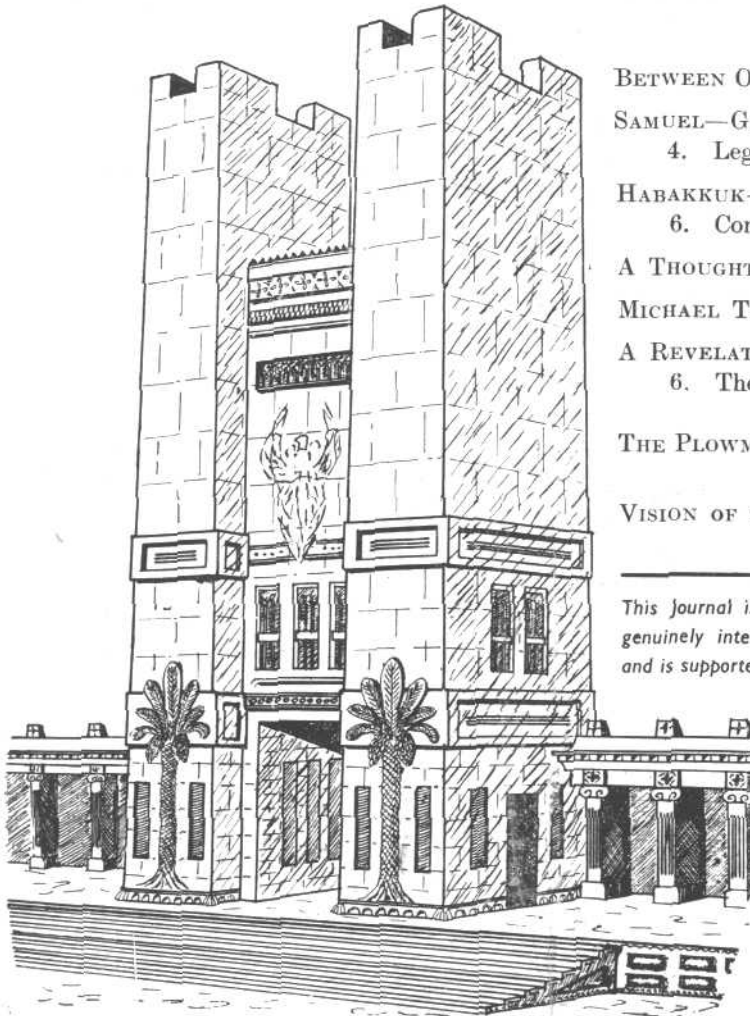 BETWEEN O
SAMUEL—G
4. Leg
HABAKKUK-
6. Con
A THOUGHT
MICHAEL T
A REVELAT
6. The
THE PLOWM
VISION OF
This Journal i
genuinely inte
and is supporte